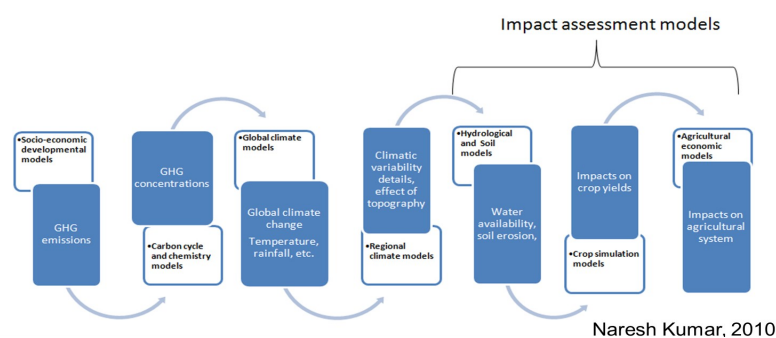 Impact assessment models
•Socio-economic
developmental
models
GHG
emissions
GHG
concentrations
•Carbon cycle
and chemistry
models
•Global climate
models
Global climate
change
Temperature,
rainfall, etc.
Climatic
variability
details,
effect of
topography
•Regional
climate models
•Hydrological
and Soil
models
Water
availability,
soil erosion,
Impacts on
crop yields
•Crop simulation
models
•Agricultural
economic
models
Impacts on
agricultural
system
Naresh Kumar, 2010